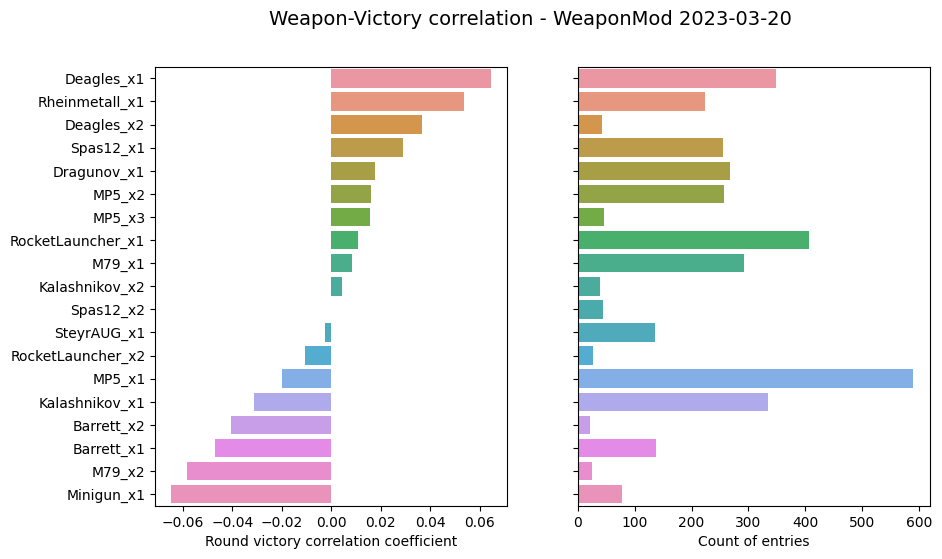 Weapon-Victory correlation - WeaponMod 2023-03-20
Deagles_x1
Rheinmetall_x1
Deagles_x2
Spas12_x1
Dragunov_x1
MP5_x2
MP5_x3
RocketLauncher_x1
M79_x1
Kalashnikov_x2
Spas12_x2
SteyrAUG_x1
RocketLauncher_x2
MP5_x1
Kalashnikov_x1
Barrett_x2
Barrett_x1
M79_x2
Minigun_x1
−0.06 −0.04 −0.02 0.00 0.02 0.04 0.06
Round victory correlation coefficient
0 100 200 300 400 500 600
Count of entries